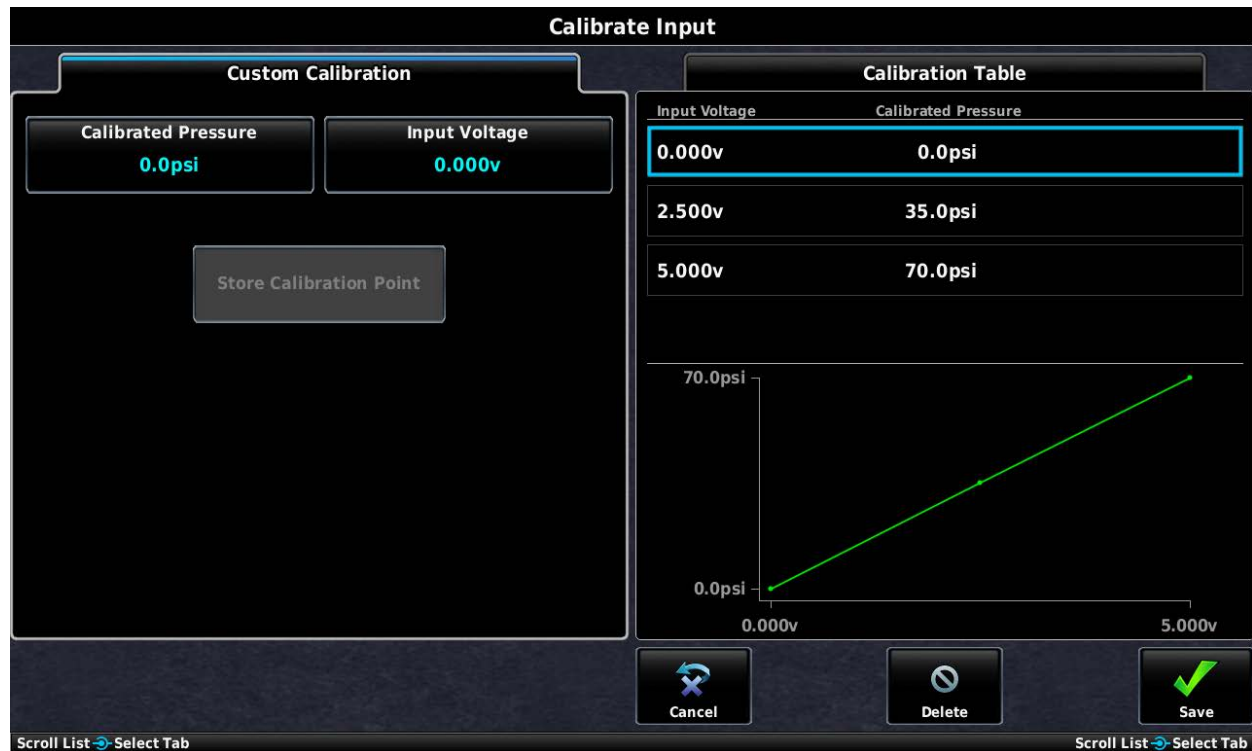 Calibrate Input
Custom Calibration
Calibrated Pressure
0.0psi
Input Voltage
0.000v
Store Calibration Point
Calibration Table
Input Voltage Calibrated Pressure
0.000v 0.0psi
2.500v 35.0psi
5.000v 70.0psi
70.0psi
0.0psi
0.000v 5.000v
Cancel
Delete
Save
Scroll List Select Tab
Scroll List Select Tab